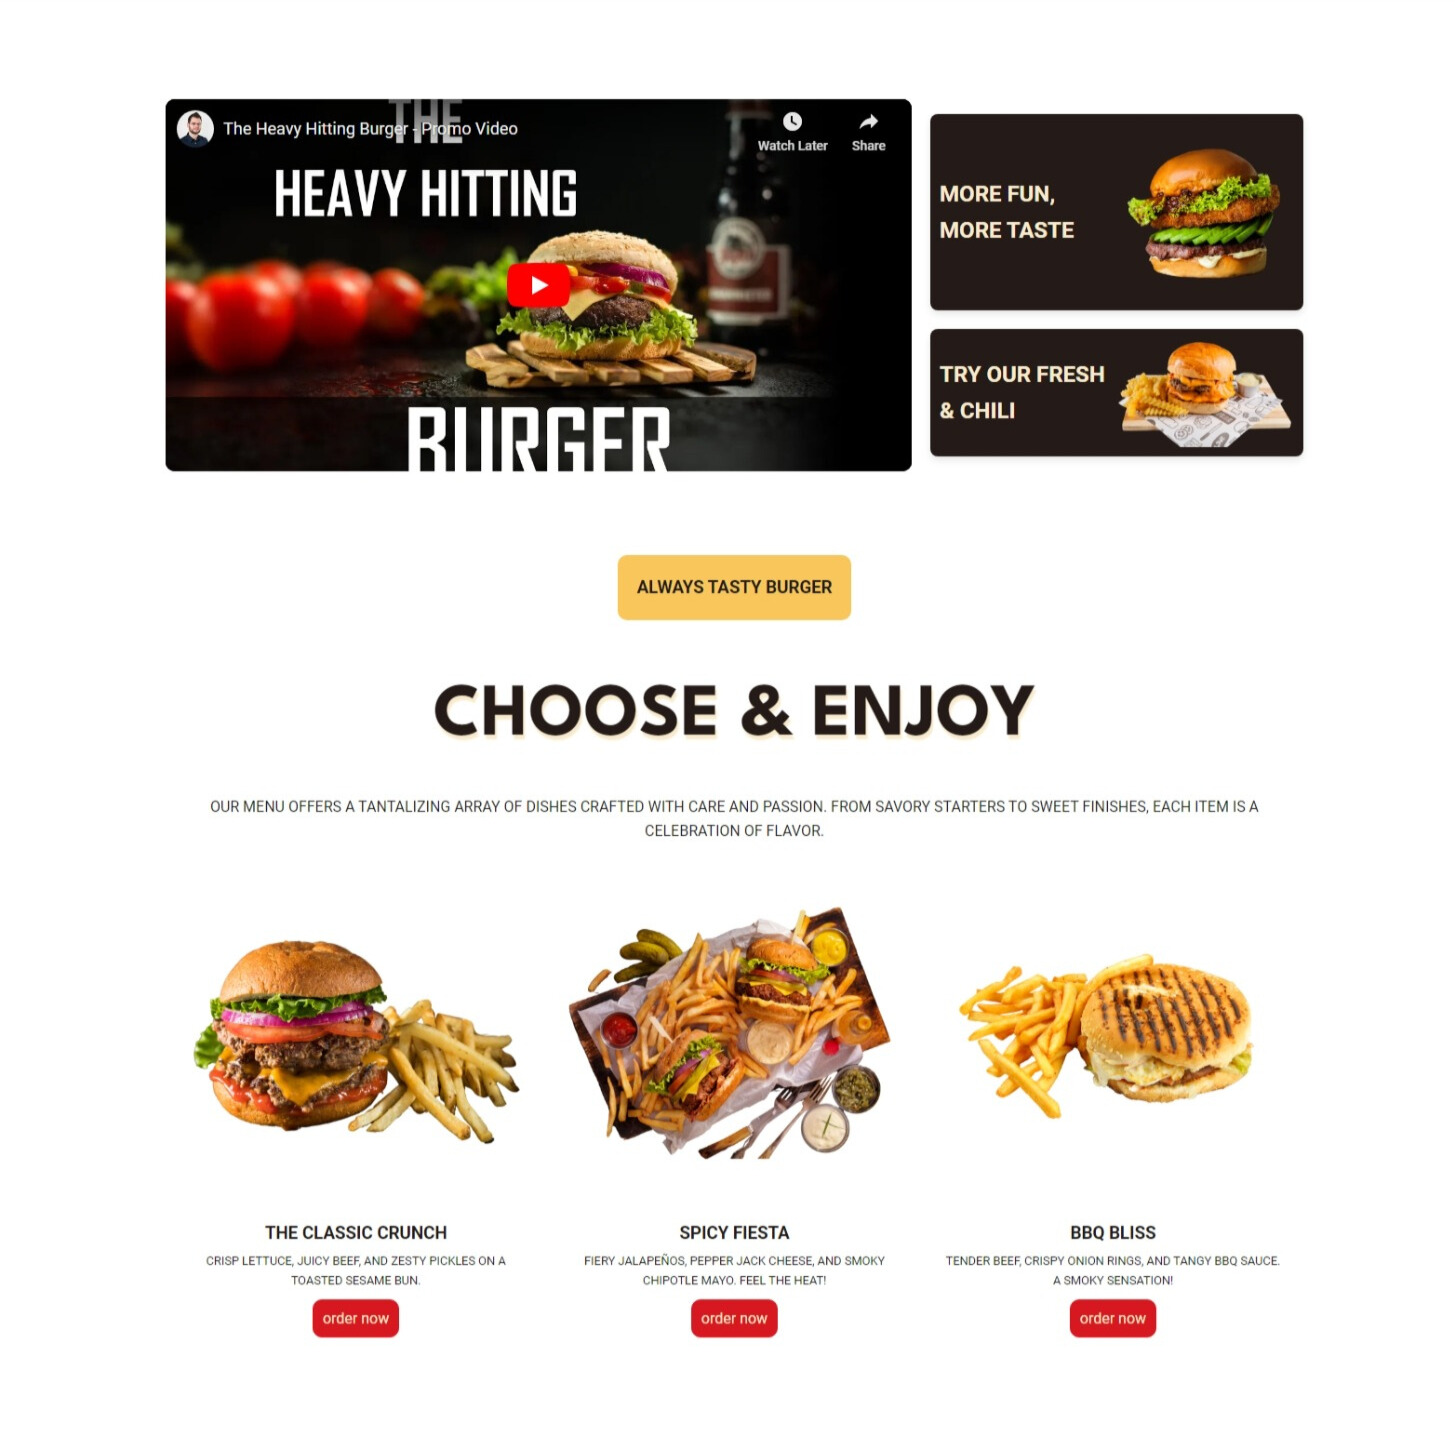 THE
The Heavy Hitting Burger - Promo Video
Watch Later
Share
HEAVY HITTING
BURGER
MORE FUN,
MORE TASTE
TRY OUR FRESH
& CHILI
ALWAYS TASTY BURGER
CHOOSE & ENJOY
OUR MENU OFFERS A TANTALIZING ARRAY OF DISHES CRAFTED WITH CARE AND PASSION. FROM SAVORY STARTERS TO SWEET FINISHES, EACH ITEM IS A
CELEBRATION OF FLAVOR.
THE CLASSIC CRUNCH
CRISP LETTUCE, JUICY BEEF, AND ZESTY PICKLES ON A
TOASTED SESAME BUN.
order now
SPICY FIESTA
FIERY JALAPEÑOS, PEPPER JACK CHEESE, AND SMOKY
CHIPOTLE MAYO. FEEL THE HEAT!
order now
BBQ BLISS
TENDER BEEF, CRISPY ONION RINGS, AND TANGY BBQ SAUCE.
A SMOKY SENSATION!
order now